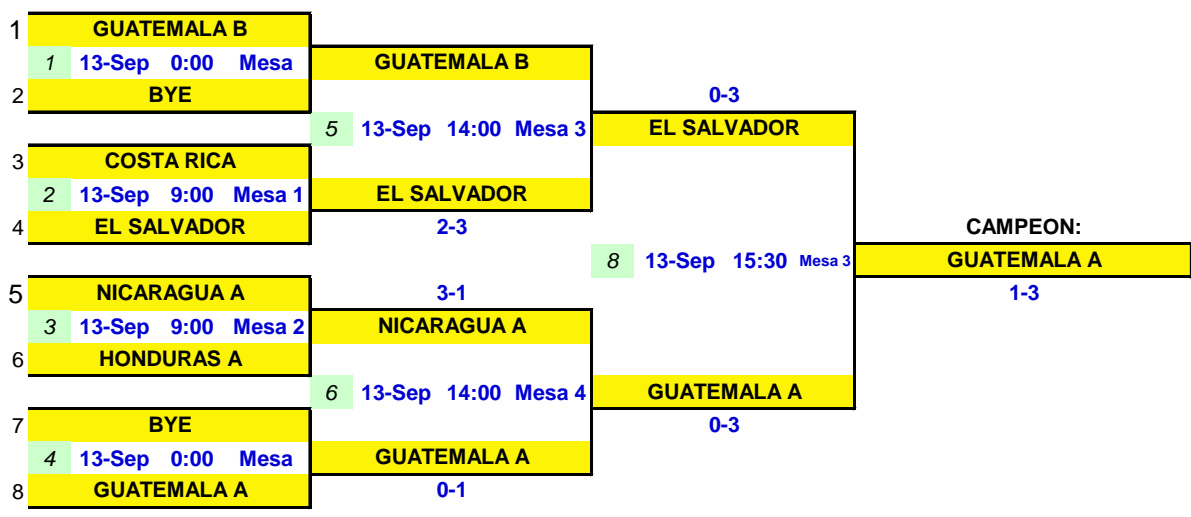 1 GUATEMALA B
1 13-Sep 0:00 Mesa GUATEMALA B
2 BYE 0-3
5 13-Sep 14:00 Mesa 3 EL SALVADOR
3 COSTA RICA
2 13-Sep 9:00 Mesa 1 EL SALVADOR
4 EL SALVADOR 2-3 CAMPEON:
8 13-Sep 15:30 Mesa 3 GUATEMALA A
5 NICARAGUA A 3-1 1-3
3 13-Sep 9:00 Mesa 2 NICARAGUA A
6 HONDURAS A
6 13-Sep 14:00 Mesa 4 GUATEMALA A
7 BYE 0-3
4 13-Sep 0:00 Mesa GUATEMALA A
8 GUATEMALA A 0-1